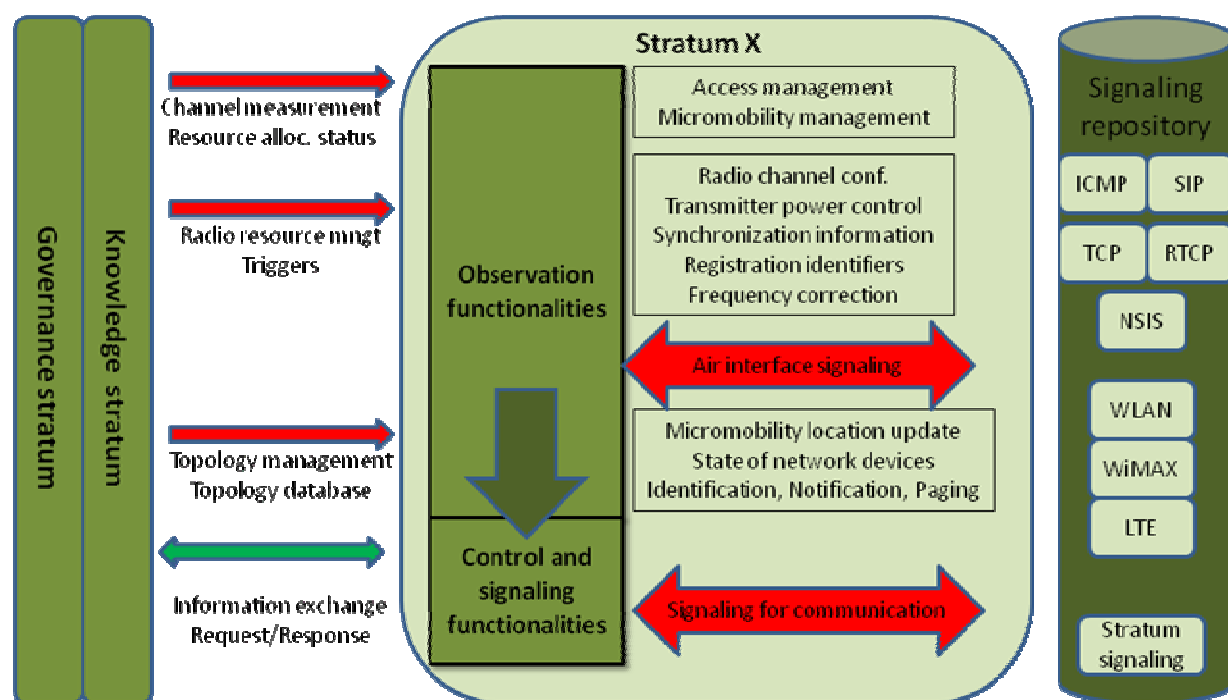 Governance stratum
Knowledge stratum
Channel measurement
Resource alloc. status
Radio resource mngt
Triggers
Topology management
Topology database
Information exchange
Request/Response
Stratum X
Observation
functionalities
Control and
signaling
functionalities
Access management
Micromobility management
Radio channel conf.
Transmitter power control
Synchronization information
Registration identifiers
Frequency correction
Air interface signaling
Micromobility location update
State of network devices
Identification, Notification, Paging
Signaling for communication
Signaling
repository
ICMP
SIP
TCP
RTCP
NSIS
WLAN
WiMAX
LTE
Stratum
signaling